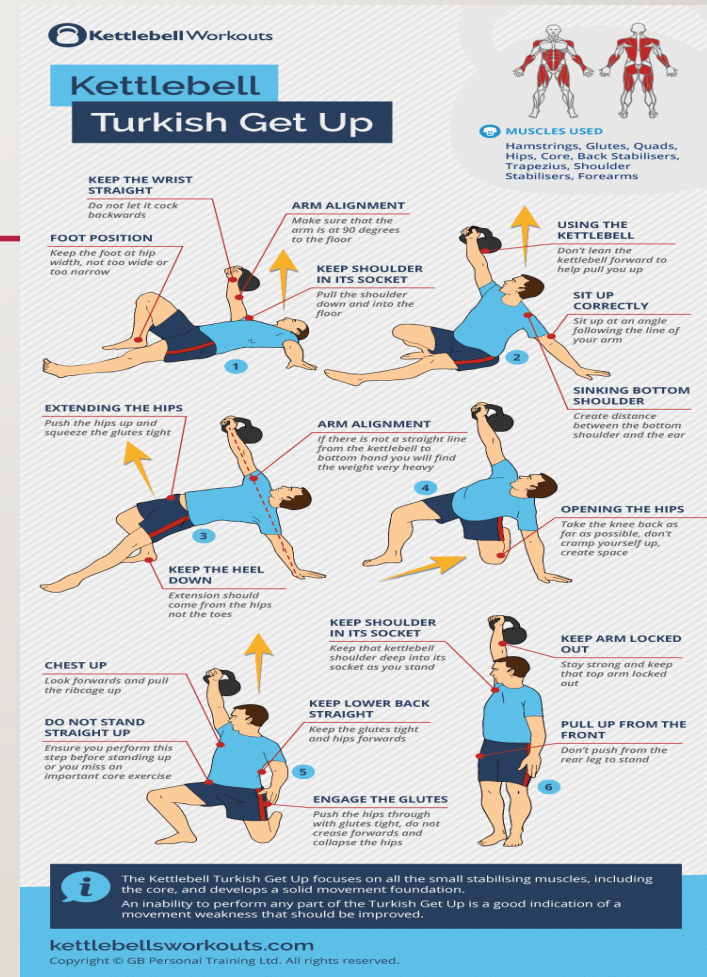 Kettlebell Workouts
Kettlebell
Turkish Get Up
MUSCLES USED
Hamstrings, Glutes, Quads,
Hips, Core, Back Stabilisers,
Trapezius, Shoulder
Stabilisers, Forearms
KEEP THE WRIST
STRAIGHT
Do not let it cock
backwards
FOOT POSITION
Keep the foot at hip
width, not too wide or
too narrow
ARM ALIGNMENT
Make sure that the
arm is at 90 degrees
to the floor
KEEP SHOULDER
IN ITS SOCKET
Pull the shoulder
down and into the
floor
1
USING THE
KETTLEBELL
Don't lean the
kettlebell forward to
help pull you up
SIT UP
CORRECTLY
Sit up at an angle
following the line of
your arm
2
SINKING BOTTOM
SHOULDER
Create distance
between the bottom
shoulder and the ear
EXTENDING THE HIPS
Push the hips up and
squeeze the glutes tight
ARM ALIGNMENT
If there is not a straight line
from the kettlebell to
bottom hand you will find
the weight very heavy
3
KEEP THE HEEL
DOWN
Extension should
come from the hips
not the toes
4
OPENING THE HIPS
Take the knee back as
far as possible, don't
cramp yourself up,
create space
CHEST UP
Look forwards and pull
the ribcage up
DO NOT STAND
STRAIGHT UP
Ensure you perform this
step before standing up
or you miss an
important core exercise
KEEP LOWER BACK
STRAIGHT
Keep the glutes tight
and hips forwards
5
ENGAGE THE GLUTES
Push the hips through
with glutes tight, do not
crease forwards and
collapse the hips
KEEP SHOULDER
IN ITS SOCKET
Keep that kettlebell
shoulder deep into its
socket as you stand
KEEP ARM LOCKED
OUT
Stay strong and keep
that top arm locked
out
PULL UP FROM THE
FRONT
Don't push from the
rear leg to stand
6
i
The Kettlebell Turkish Get Up focuses on all the small stabilising muscles, including
the core, and develops a solid movement foundation.
An inability to perform any part of the Turkish Get Up is a good indication of a
movement weakness that should be improved.
kettlebellsworkouts.com
Copyright © GB Personal Training Ltd. All rights reserved.